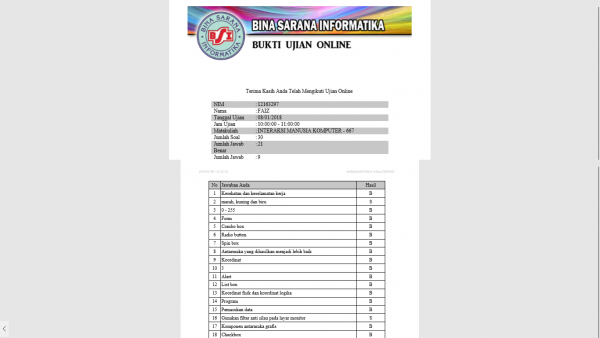 BINA SARANA INFORMATIKA
BSI
BINA SARANA INFORMATIKA
BUKTI UJIAN ONLINE
Terima Kasih Anda Telah Mengikuti Ujian Online
NIM :12163297
Nama :FAIZ
Tanggal Ujian :08/01/2018
Jam Ujian :10:00:00 - 11:00:00
Matakuliah :INTERAKSI MANUSIA KOMPUTER - 667
Jumlah Soal :30
Jumlah Jawab :21
Benar
Jumlah Jawab :9
No Jawaban Anda Hasil
1 Kesehatan dan keselamatan kerja B
2 merah, kuning dan biru S
3 0 - 255 B
4 Form B
5 Combo box B
6 Radio button B
7 Spin box B
8 Antarmuka yang dihasilkan menjadi lebih baik B
9 Koordinat B
10 3 B
11 Alert B
12 List box B
13 Koordinat fisik dan koordinat logika B
14 Program B
15 Pemasukan data B
16 Gunakan filter anti silau pada layar monitor S
17 Komponen antarmuka grafis B
18 Checkbox B